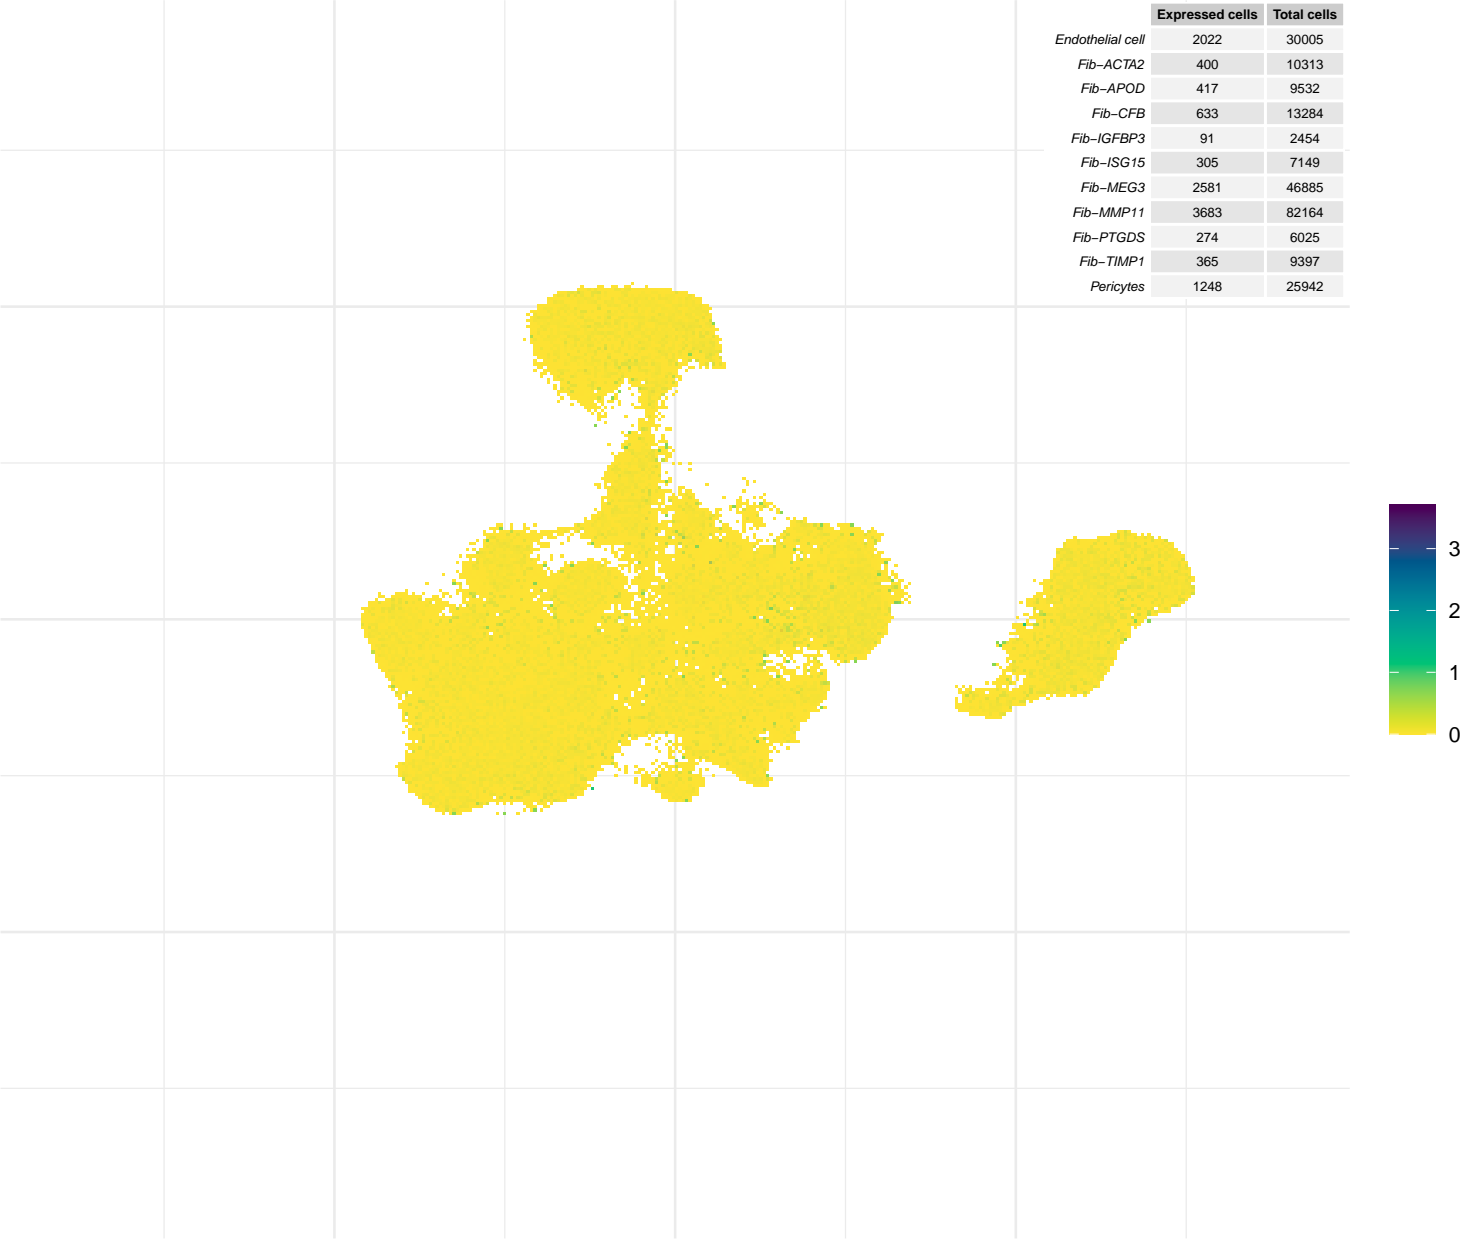 Expressed cells Total cells
Endothelial cell 2022 30005
Fib−ACTA2 400 10313
Fib−APOD 417 9532
Fib−CFB 633 13284
Fib−IGFBP3 91 2454
Fib−ISG15 305 7149
Fib−MEG3 2581 46885
Fib−MMP11 3683 82164
Fib−PTGDS 274 6025
Fib−TIMP1 365 9397
Pericytes 1248 25942
3
2
1
0